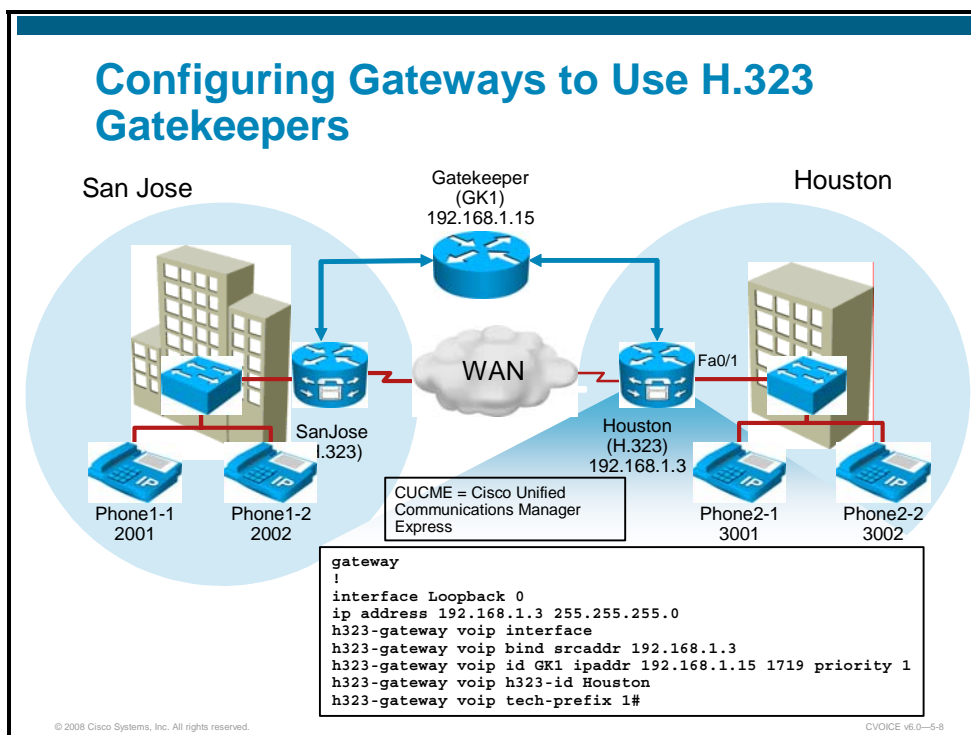 Configuring Gateways to Use H.323
Gatekeepers
San Jose
Gatekeeper
(GK1)
192.168.1.15
Houston
WAN
Fa0/1
SanJose
I.323)
Houston
(H.323)
192.168.1.3
IP
IP
IP
IP
Phone1-1
2001
Phone1-2
2002
CUCME = Cisco Unified
Communications Manager
Express
Phone2-1
3001
Phone2-2
3002
gateway
!
interface Loopback 0
ip address 192.168.1.3 255.255.255.0
h323-gateway voip interface
h323-gateway voip bind srcaddr 192.168.1.3
h323-gateway voip id GK1 ipaddr 192.168.1.15 1719 priority 1
h323-gateway voip h323-id Houston
h323-gateway voip tech-prefix 1#
© 2008 Cisco Systems, Inc. All rights reserved.
CVOICE v6.0—5-8